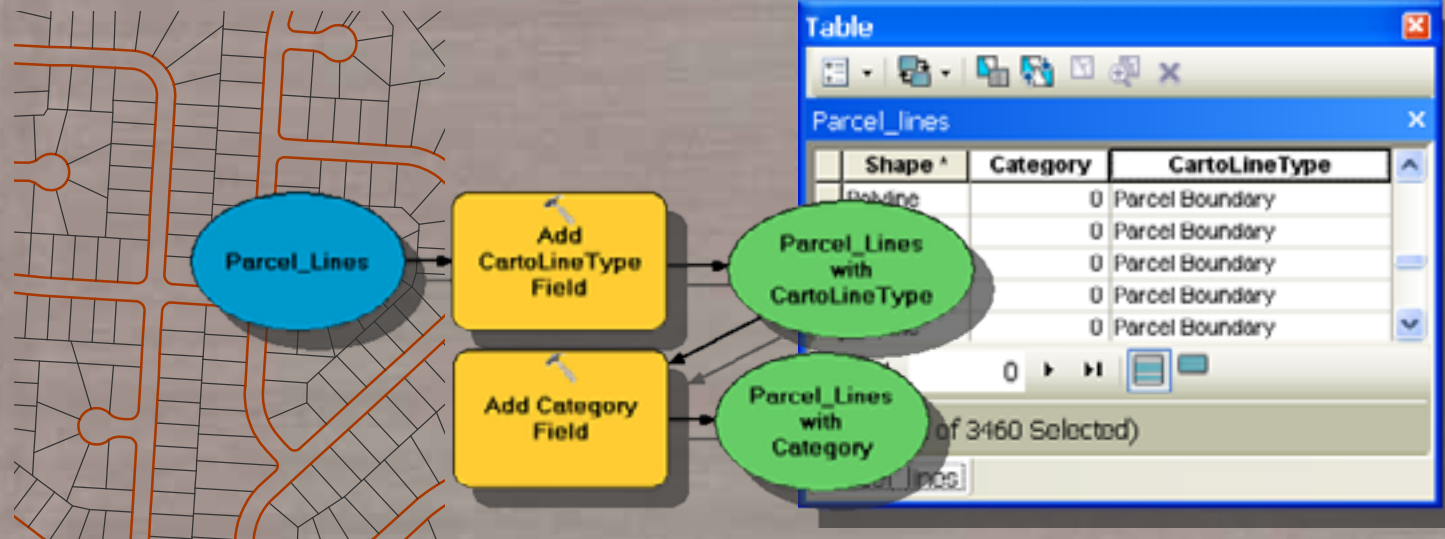 Table
Parcel_lines
Shape Category CartoLineType
Polyline 0 Parcel Boundary
0 Parcel Boundary
0 Parcel Boundary
0 Parcel Boundary
0 Parcel Boundary
0
of 3460 Selected)
Parcel_Lines
Add
CartoLineType
Field
Parcel_Lines
with
CartoLineType
Add Category
Field
Parcel_Lines
with
Category